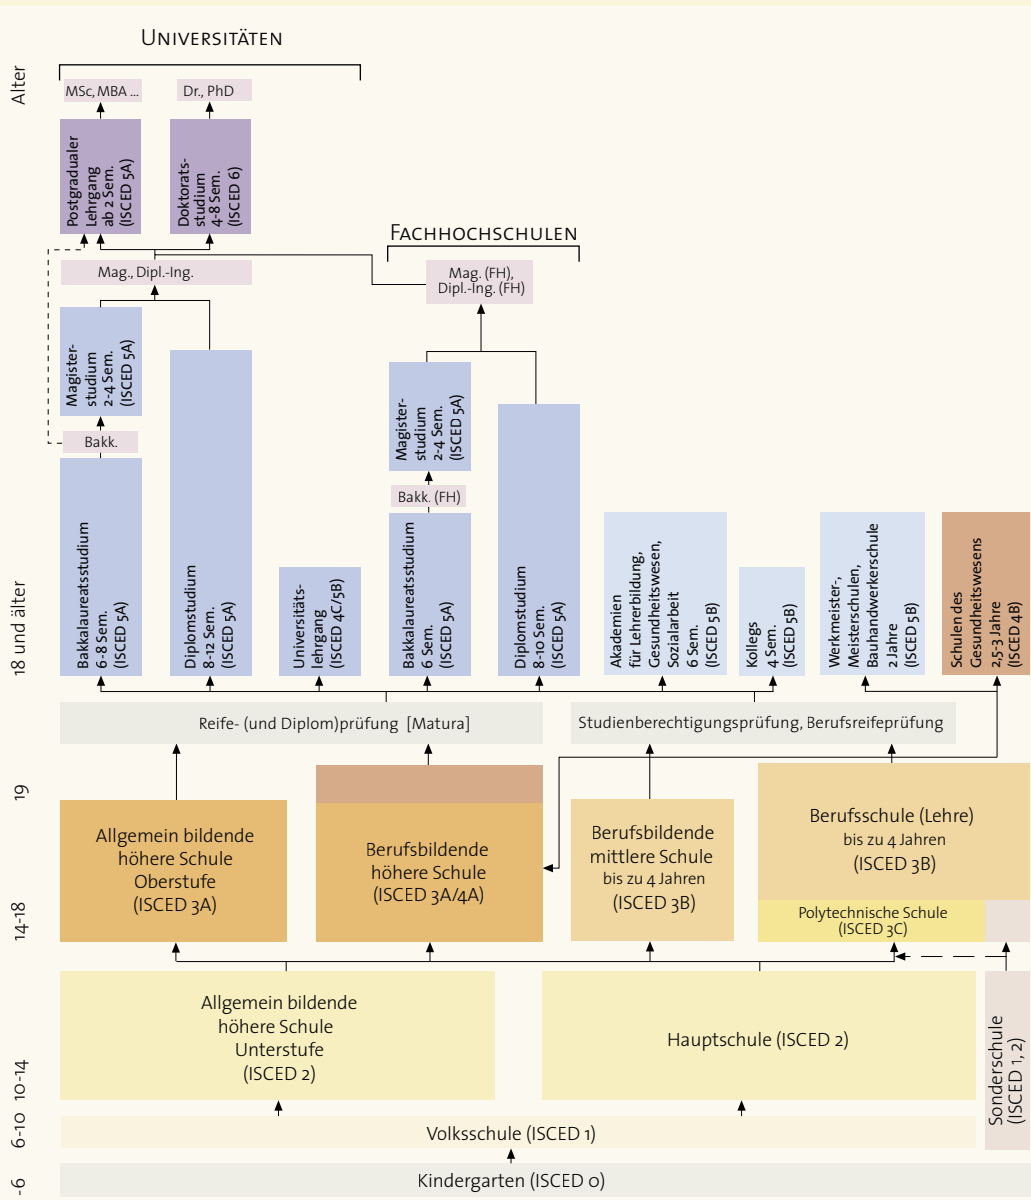 Universitäten
Alter
MSc, MBA ...
Dr., PhD
Postgradualer
Lehrgang
ab 2 Sem.
(ISCED 5A)
Doktorats-
studium
4-8 Sem.
(ISCED 6)
Fachhochschulen
Mag., Dipl.-Ing.
Mag. (FH),
Dipl.-Ing. (FH)
Magister-
studium
2-4 Sem.
(ISCED 5A)
Magister-
studium
2-4 Sem.
(ISCED 5A)
Bakk.
Bakk. (FH)
18 und älter
Bakkalaureatsstudium
6-8 Sem.
(ISCED 5A)
Diplomstudium
8-12 Sem.
(ISCED 5A)
Universitäts-
lehrgang
(ISCED 4C/5B)
Bakkalaureatsstudium
6 Sem.
(ISCED 5A)
Diplomstudium
8-10 Sem.
(ISCED 5A)
Akademien
für Lehrerbildung,
Gesundheitswesen,
Sozialarbeit
6 Sem.
(ISCED 5B)
Kollegs
4 Sem.
(ISCED 5B)
Werkmeister-,
Meisterschulen,
Bauhandwerkerschule
2 Jahre
(ISCED 5B)
Schulen des
Gesundheitswesens
2,5-3 Jahre
(ISCED 4B)
Reife- (und Diplom)prüfung [Matura]
Studienberechtigungsprüfung, Berufsreifeprüfung
19
14-18
Allgemein bildende
höhere Schule
Oberstufe
(ISCED 3A)
Berufsbildende
höhere Schule
(ISCED 3A/4A)
Berufsbildende
mittlere Schule
bis zu 4 Jahren
(ISCED 3B)
Berufsschule (Lehre)
bis zu 4 Jahren
(ISCED 3B)
Polytechnische Schule
(ISCED 3C)
10-14
Allgemein bildende
höhere Schule
Unterstufe
(ISCED 2)
Hauptschule (ISCED 2)
Sonderschule
(ISCED 1, 2)
6-10
Volksschule (ISCED 1)
-6
Kindergarten (ISCED 0)